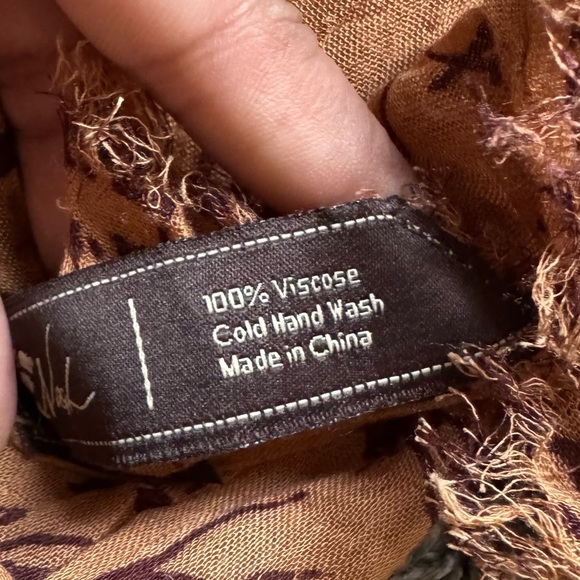 100% Viscose
Cold Hand Wash
Made in China